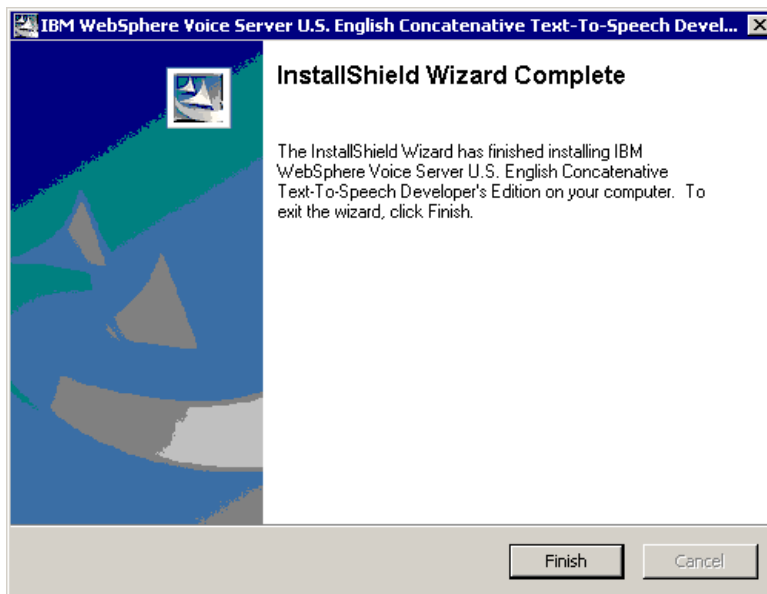 IBM WebSphere Voice Server U.S. English Concatenative Text-To-Speech Devel...
InstallShield Wizard Complete
The InstallShield Wizard has finished installing IBM
WebSphere Voice Server U.S. English Concatenative
Text-To-Speech Developer's Edition on your computer.  To
exit the wizard, click Finish.
Finish
Cancel